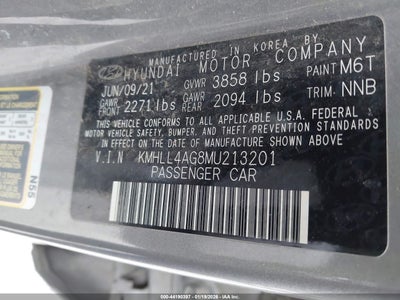 MANUFACTURED IN KOREA BY
HYUNDAI MOTOR COMPANY
JUN/09/21 GVWR 3858 lbs PAINT M6T
GAWR FRONT 2271 lbs GAWR REAR 2094 lbs TRIM: NNB
THIS VEHICLE CONFORMS TO ALL APPLICABLE U.S.A. FEDERAL
MOTOR VEHICLE SAFETY, BUMPER, AND THEFT PREVENTION STANDARDS
IN EFFECT ON THE DATE OF MANUFACTURE SHOWN ABOVE.
V.I.N KMHLL4AG8MU213201
PASSENGER CAR
N55
500-44190397 - 01/19/2026 - IAA, Inc.